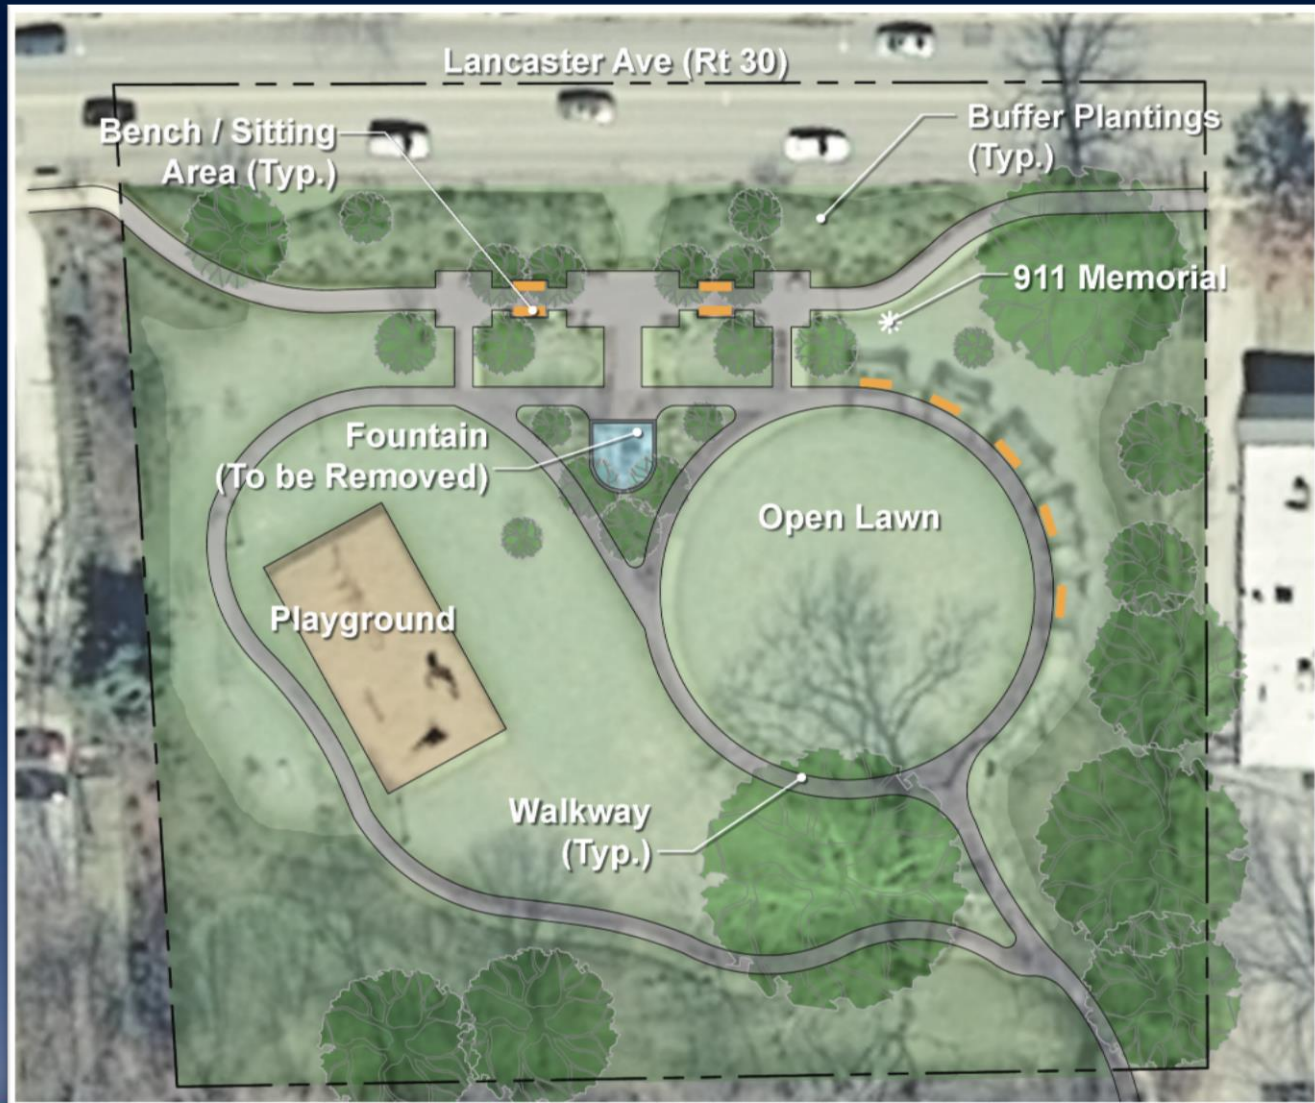 Lancaster Ave (Rt 30)
Bench / Sitting
Area (Typ.)
Buffer Plantings
(Typ.)
911 Memorial
Fountain
(To be Removed)
Open Lawn
Playground
Walkway
(Typ.)